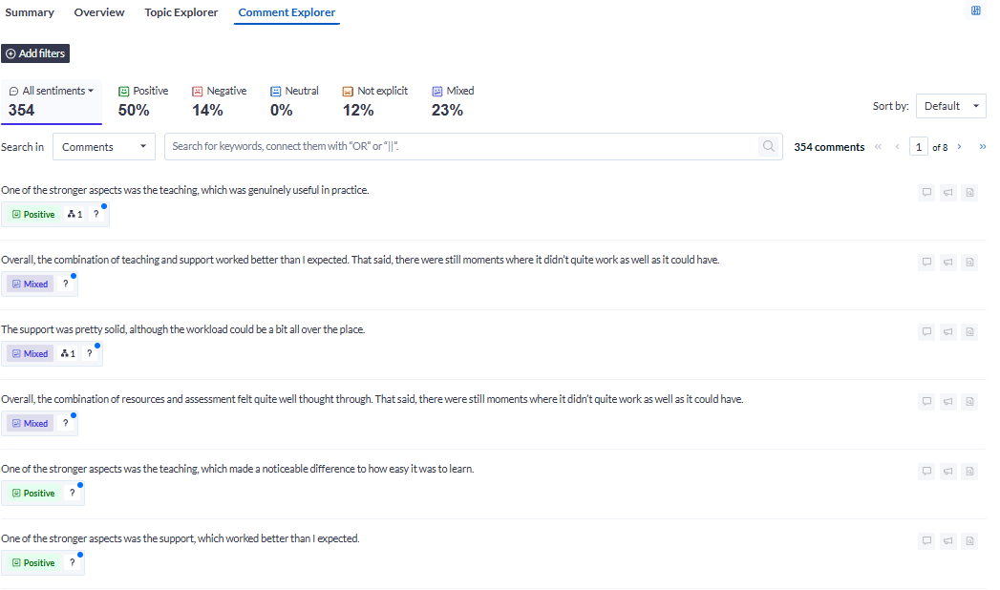 Summary Overview Topic Explorer Comment Explorer
Add filters
All sentiments Positive Negative Neutral Not explicit Mixed
354 50% 14% 0% 12% 23%
Sort by: Default
Search in Comments Search for keywords, connect them with “OR” or “||”. 354 comments « ‹ 1 of 8 › »
One of the stronger aspects was the teaching, which was genuinely useful in practice.
Positive 1 ?
Overall, the combination of teaching and support worked better than I expected. That said, there were still moments where it didn’t quite work as well as it could have.
Mixed ?
The support was pretty solid, although the workload could be a bit all over the place.
Mixed 1 ?
Overall, the combination of resources and assessment felt quite well thought through. That said, there were still moments where it didn’t quite work as well as it could have.
Mixed ?
One of the stronger aspects was the teaching, which made a noticeable difference to how easy it was to learn.
Positive ?
One of the stronger aspects was the support, which worked better than I expected.
Positive ?